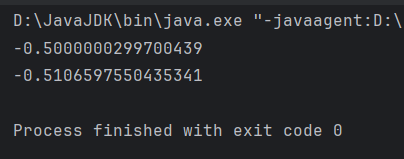 D:\JavaJDK\bin\java.exe "-javaagent:D:\
-0.5000000299700439
-0.5106597550435341
Process finished with exit code 0